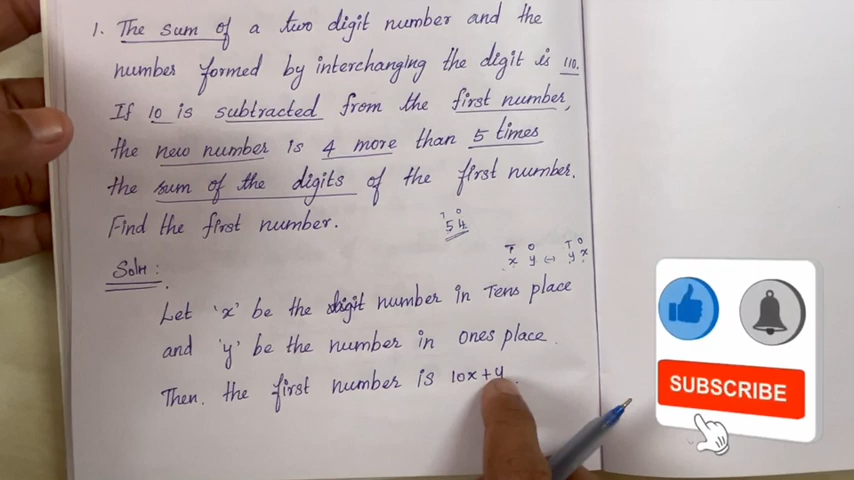 1. The sum of a two digit number and the
number formed by interchanging the digit is 110.
If 10 is subtracted from the first number,
the new number is 4 more than 5 times
the sum of the digits of the first number.
Find the first number.
T O
54
T O T O
x y ↔ y x
Soln :
Let 'x' be the digit number in Tens place
and 'y' be the number in ones place.
Then. the first number is 10x+y.
SUBSCRIBE